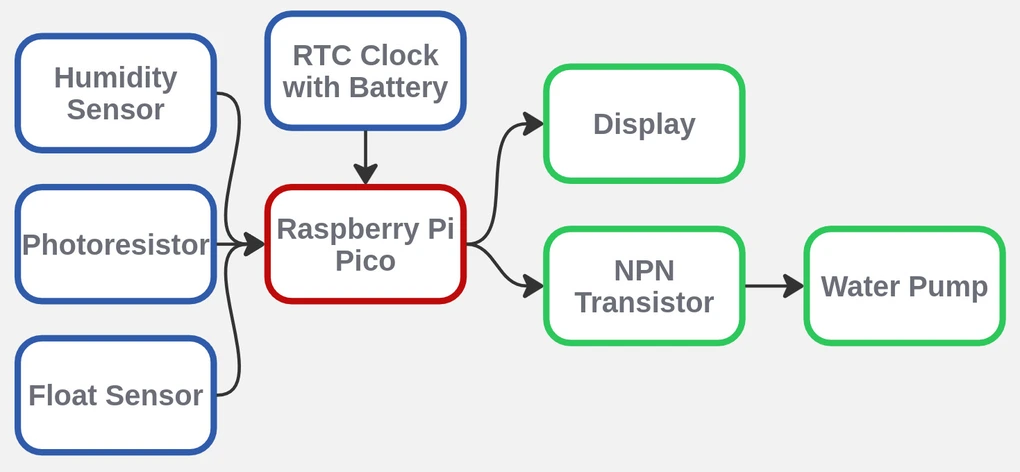 Humidity
Sensor
RTC Clock
with Battery
Display
Photoresistor
Raspberry Pi
Pico
NPN
Transistor
Water Pump
Float Sensor